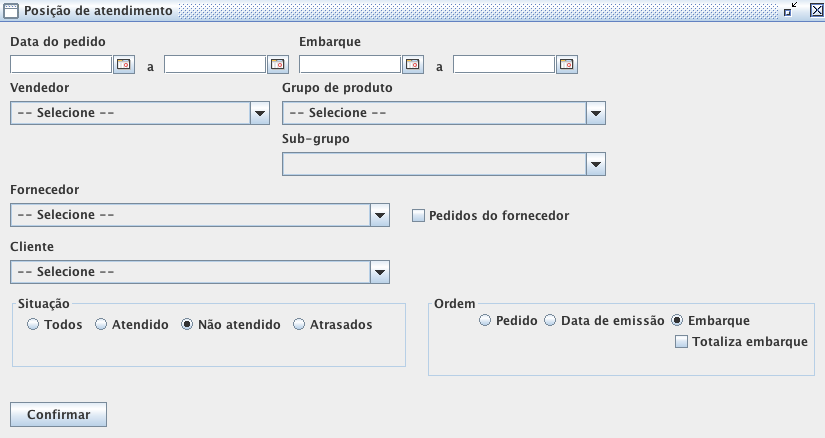 Posição de atendimento
Data do pedido Embarque
a a
Vendedor Grupo de produto
-- Selecione -- -- Selecione --
Sub-grupo
Fornecedor
-- Selecione -- Pedidos do fornecedor
Cliente
-- Selecione --
Situação Ordem
Todos Atendido Não atendido Atrasados Pedido Data de emissão Embarque
Totaliza embarque
Confirmar